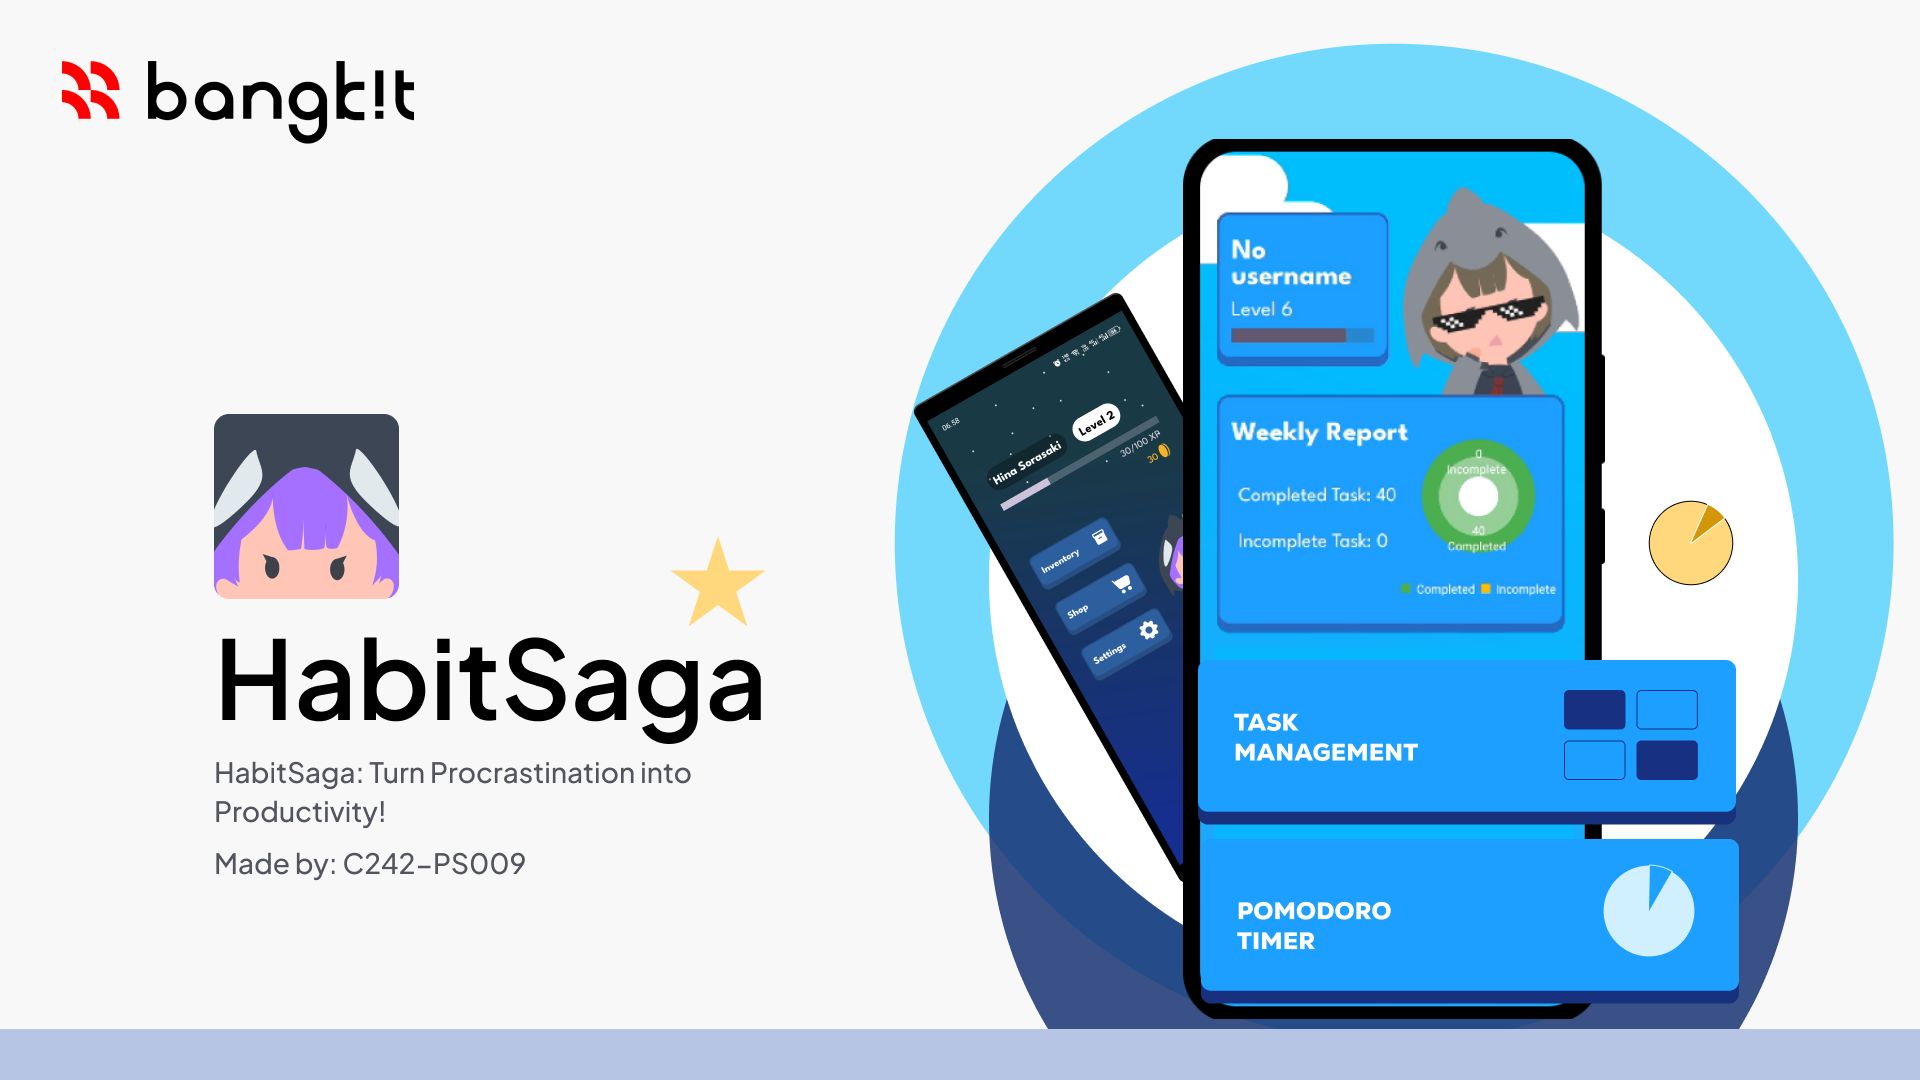 bangk!t
HabitSaga
HabitSaga: Turn Procrastination into
Productivity!
Made by: C242-PS009
06.58
Hina Sorasaki
Level 2
30/100 XP
30
Inventory
Shop
Settings
No
username
Level 6
Weekly Report
Completed Task: 40
Incomplete Task: 0
0
Incomplete
40
Completed
Completed
Incomplete
TASK
MANAGEMENT
POMODORO
TIMER